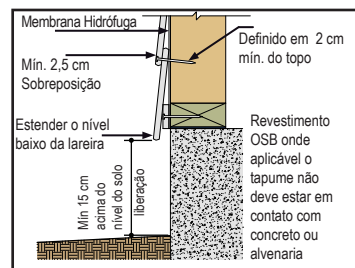 Membrana Hidrófuga
Mín. 2,5 cm
Sobreposição
Definido em 2 cm
mín. do topo
Estender o nível
baixo da lareira
Mín 15 cm
acima do
nível do solo
liberação
Revestimento
OSB onde
aplicável o
tapume não
deve estar em
contato com
concreto ou
alvenaria